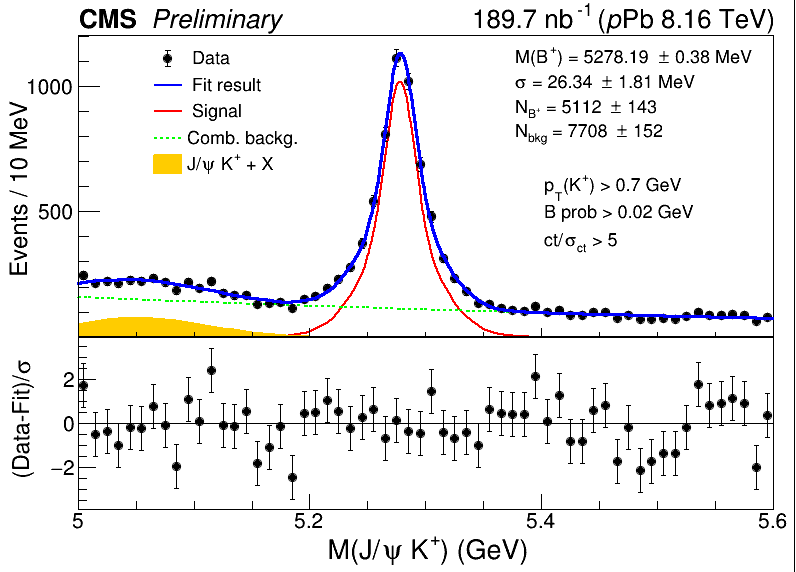 CMS Preliminary 189.7 nb⁻¹ (pPb 8.16 TeV)
Events / 10 MeV
1000
500
Data
Fit result
Signal
Comb. backg.
J/ψ K⁺ + X
M(B⁺) = 5278.19 ± 0.38 MeV
σ = 26.34 ± 1.81 MeV
N_B⁺ = 5112 ± 143
N_bkg = 7708 ± 152
p_T(K⁺) > 0.7 GeV
B prob > 0.02 GeV
ct/σ_ct > 5
(Data-Fit)/σ
2
0
−2
5 5.2 5.4 5.6
M(J/ψ K⁺) (GeV)